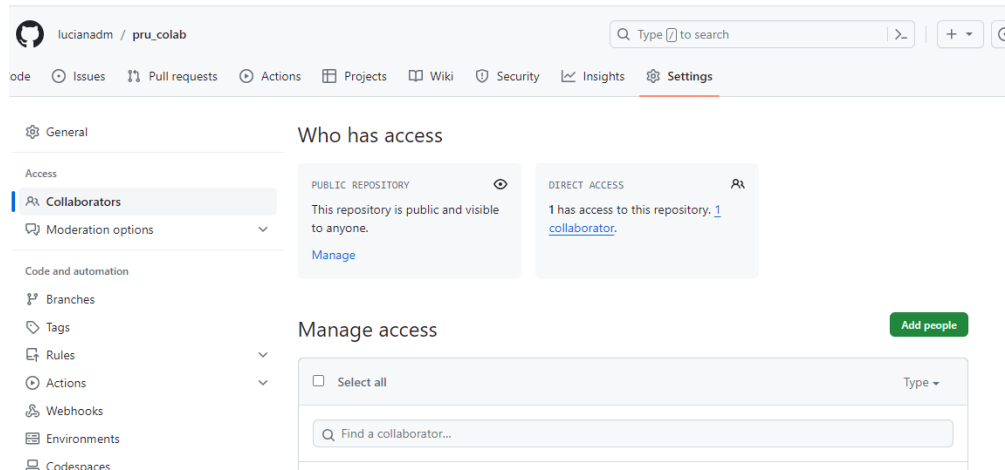 lucianadm / pru_colab
Type / to search
ode Issues Pull requests Actions Projects Wiki Security Insights Settings
General
Access
Collaborators
Moderation options
Code and automation
Branches
Tags
Rules
Actions
Webhooks
Environments
Codespaces
Who has access
PUBLIC REPOSITORY
This repository is public and visible
to anyone.
Manage
DIRECT ACCESS
1 has access to this repository. 1
collaborator.
Manage access
Add people
Select all
Type
Find a collaborator...